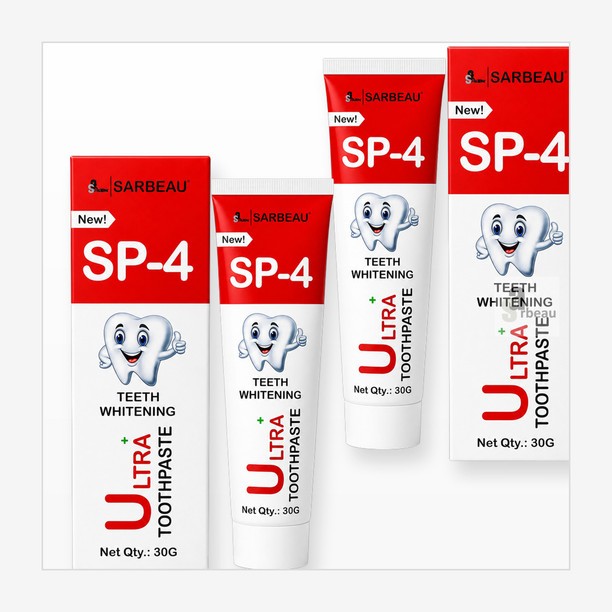 SARBEAU
New!
SP-4
TEETH
WHITENING
ULTRA+
TOOTHPASTE
Net Qty.: 30G
SARBEAU
New!
SP-4
TEETH
WHITENING
ULTRA+
TOOTHPASTE
Net Qty.: 30G
SARBEAU
New!
SP-4
TEETH
WHITENING
ULTRA+
TOOTHPASTE
Net Qty.: 30G
SARBEAU
New!
SP-4
TEETH
WHITENING
ULTRA+
TOOTHPASTE
Net Qty.: 30G